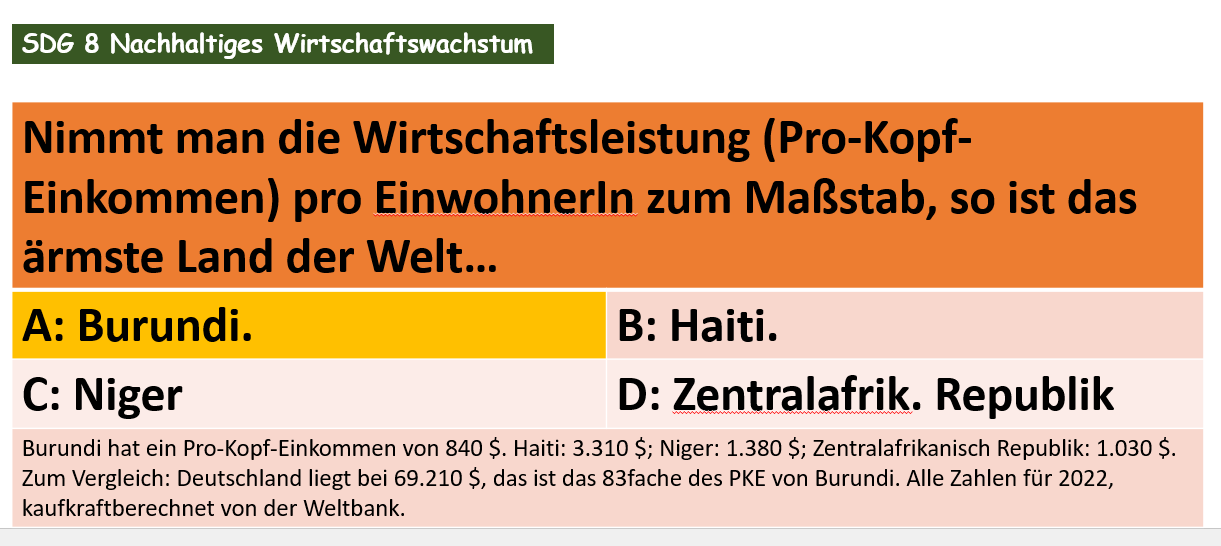 SDG 8 Nachhaltiges Wirtschaftswachstum
Nimmt man die Wirtschaftsleistung (Pro-Kopf-
Einkommen) pro EinwohnerIn zum Maßstab, so ist das
ärmste Land der Welt…
A: Burundi.
B: Haiti.
C: Niger
D: Zentralafrik. Republik
Burundi hat ein Pro-Kopf-Einkommen von 840 $. Haiti: 3.310 $; Niger: 1.380 $; Zentralafrikanisch Republik: 1.030 $.
Zum Vergleich: Deutschland liegt bei 69.210 $, das ist das 83fache des PKE von Burundi. Alle Zahlen für 2022,
kaufkraftberechnet von der Weltbank.